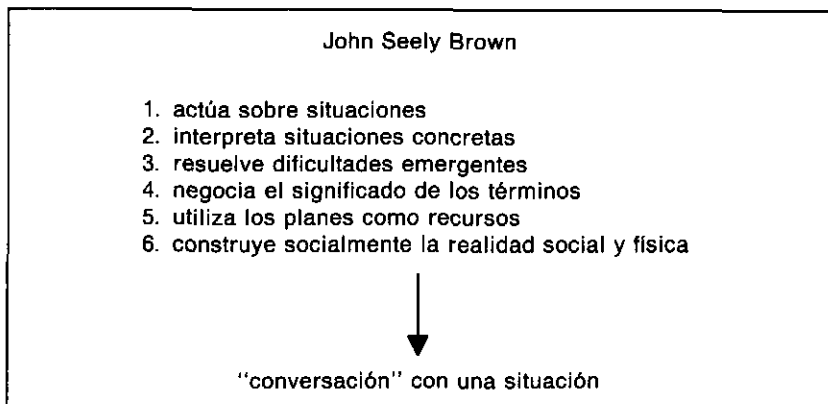 John Seely Brown
1. actúa sobre situaciones
2. interpreta situaciones concretas
3. resuelve dificultades emergentes
4. negocia el significado de los términos
5. utiliza los planes como recursos
6. construye socialmente la realidad social y física
"conversación" con una situación